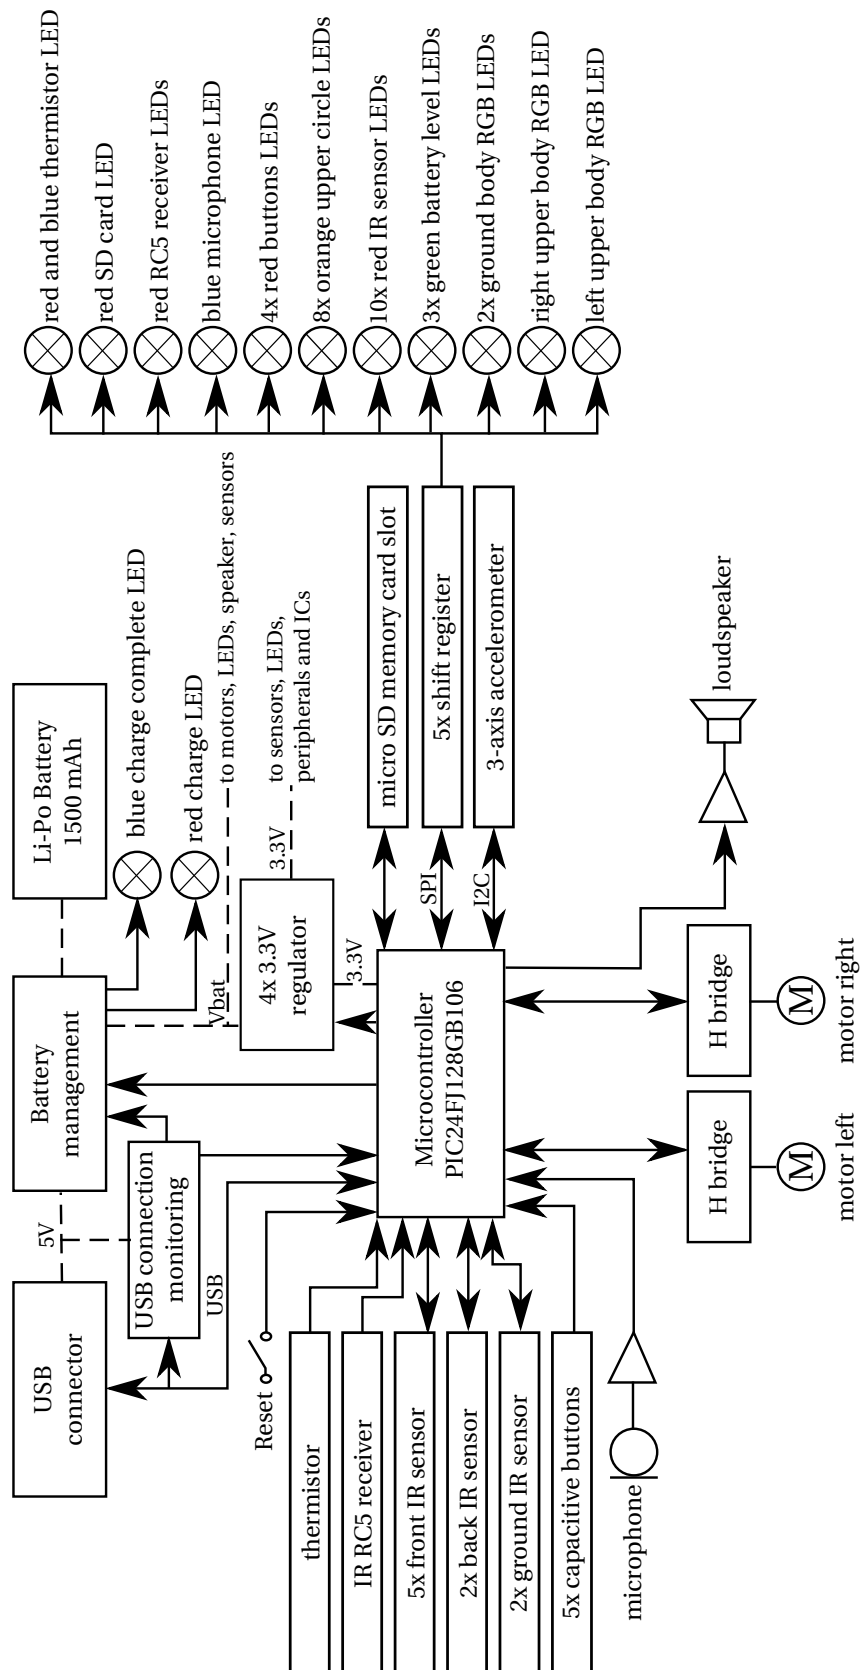 USB
connector
5V
Battery
management
Li-Po Battery
1500 mAh
USB connection
monitoring
USB
Vbat
blue charge complete LED
red charge LED
to motors, LEDs, speaker, sensors
4x 3.3V
regulator
3.3V
3.3V
to sensors, LEDs,
peripherals and ICs
Reset
thermistor
IR RC5 receiver
5x front IR sensor
2x back IR sensor
2x ground IR sensor
5x capacitive buttons
microphone
Microcontroller
PIC24FJ128GB106
SPI
I2C
micro SD memory card slot
5x shift register
3-axis accelerometer
red and blue thermistor LED
red SD card LED
red RC5 receiver LEDs
blue microphone LED
4x red buttons LEDs
8x orange upper circle LEDs
10x red IR sensor LEDs
3x green battery level LEDs
2x ground body RGB LEDs
right upper body RGB LED
left upper body RGB LED
H bridge
M
motor left
H bridge
M
motor right
loudspeaker